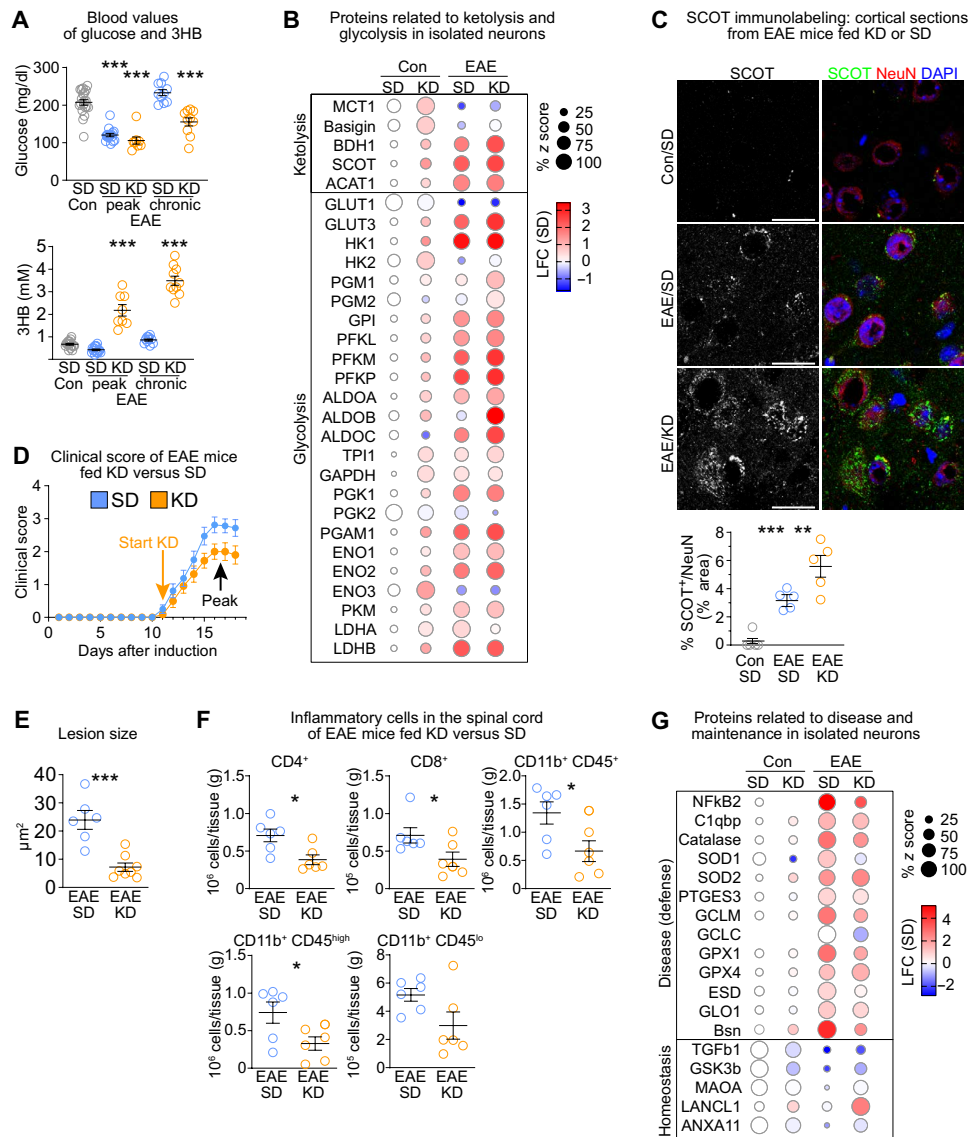 A
Blood values
of glucose and 3HB
Glucose (mg/dl)
300
200
100
0
*** *** ***
SD SD KD SD KD
Con peak chronic
EAE
3HB (mM)
5
4
3
2
1
0
*** ***
SD SD KD SD KD
Con peak chronic
EAE
B
Proteins related to ketolysis and
glycolysis in isolated neurons
Con EAE
SD KD SD KD
Ketolysis
MCT1
Basigin
BDH1
SCOT
ACAT1
Glycolysis
GLUT1
GLUT3
HK1
HK2
PGM1
PGM2
GPI
PFKL
PFKM
PFKP
ALDOA
ALDOB
ALDOC
TPI1
GAPDH
PGK1
PGK2
PGAM1
ENO1
ENO2
ENO3
PKM
LDHA
LDHB
% z score
25
50
75
100
LFC (SD)
3
2
1
0
−1
C
SCOT immunolabeling: cortical sections
from EAE mice fed KD or SD
SCOT
SCOT NeuN DAPI
Con/SD
EAE/SD
EAE/KD
% SCOT⁺/NeuN
(% area)
8
6
4
2
0
*** **
Con EAE EAE
SD SD KD
D
Clinical score of EAE mice
fed KD versus SD
SD KD
Clinical score
4
3
2
1
0
Start KD
Peak
0 5 10 15
Days after induction
E
Lesion size
µm²
40
30
20
10
0
***
EAE EAE
SD KD
F
Inflammatory cells in the spinal cord
of EAE mice fed KD versus SD
CD4⁺
10⁶ cells/tissue (g)
1.5
1.0
0.5
0
*
EAE EAE
SD KD
CD8⁺
10⁵ cells/tissue (g)
1.5
1.0
0.5
0
*
EAE EAE
SD KD
CD11b⁺ CD45⁺
10⁶ cells/tissue (g)
2.0
1.5
1.0
0.5
0
*
EAE EAE
SD KD
CD11b⁺ CD45ʰⁱᵍʰ
10⁶ cells/tissue (g)
1.5
1.0
0.5
0
*
EAE EAE
SD KD
CD11b⁺ CD45ˡᵒ
10⁵ cells/tissue (g)
8
6
4
2
0
EAE EAE
SD KD
G
Proteins related to disease and
maintenance in isolated neurons
Con EAE
SD KD SD KD
Disease (defense)
NFkB2
C1qbp
Catalase
SOD1
SOD2
PTGES3
GCLM
GCLC
GPX1
GPX4
ESD
GLO1
Bsn
Homeostasis
TGFb1
GSK3b
MAOA
LANCL1
ANXA11
% z score
25
50
75
100
LFC (SD)
4
2
0
−2